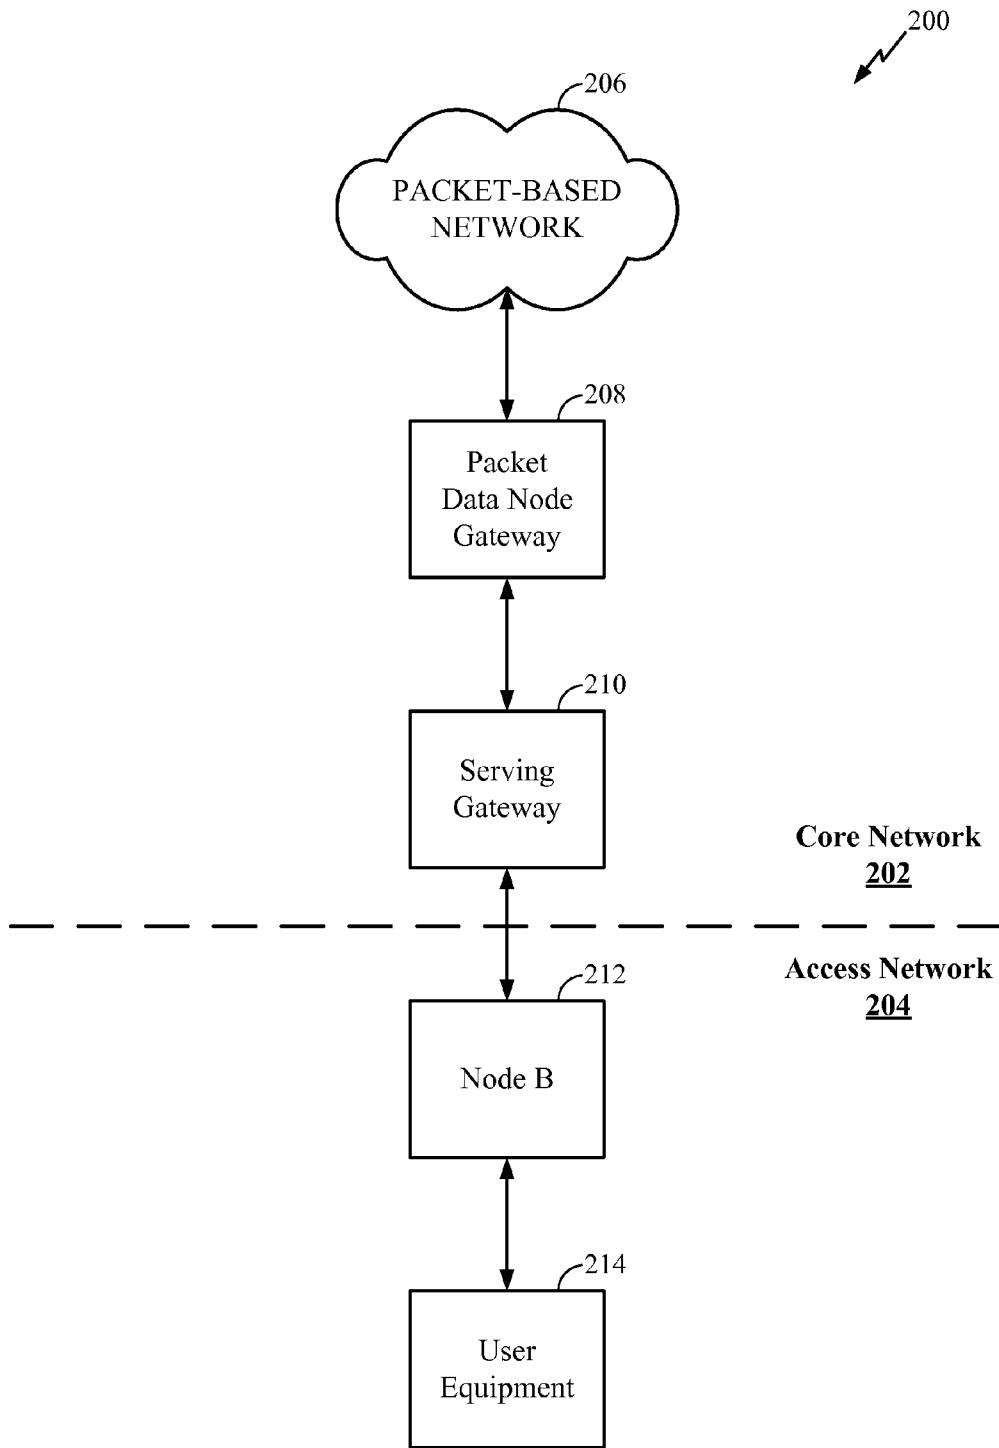 200
206
PACKET-BASED
NETWORK
208
Packet
Data Node
Gateway
210
Serving
Gateway
Core Network
202
Access Network
204
212
Node B
214
User
Equipment